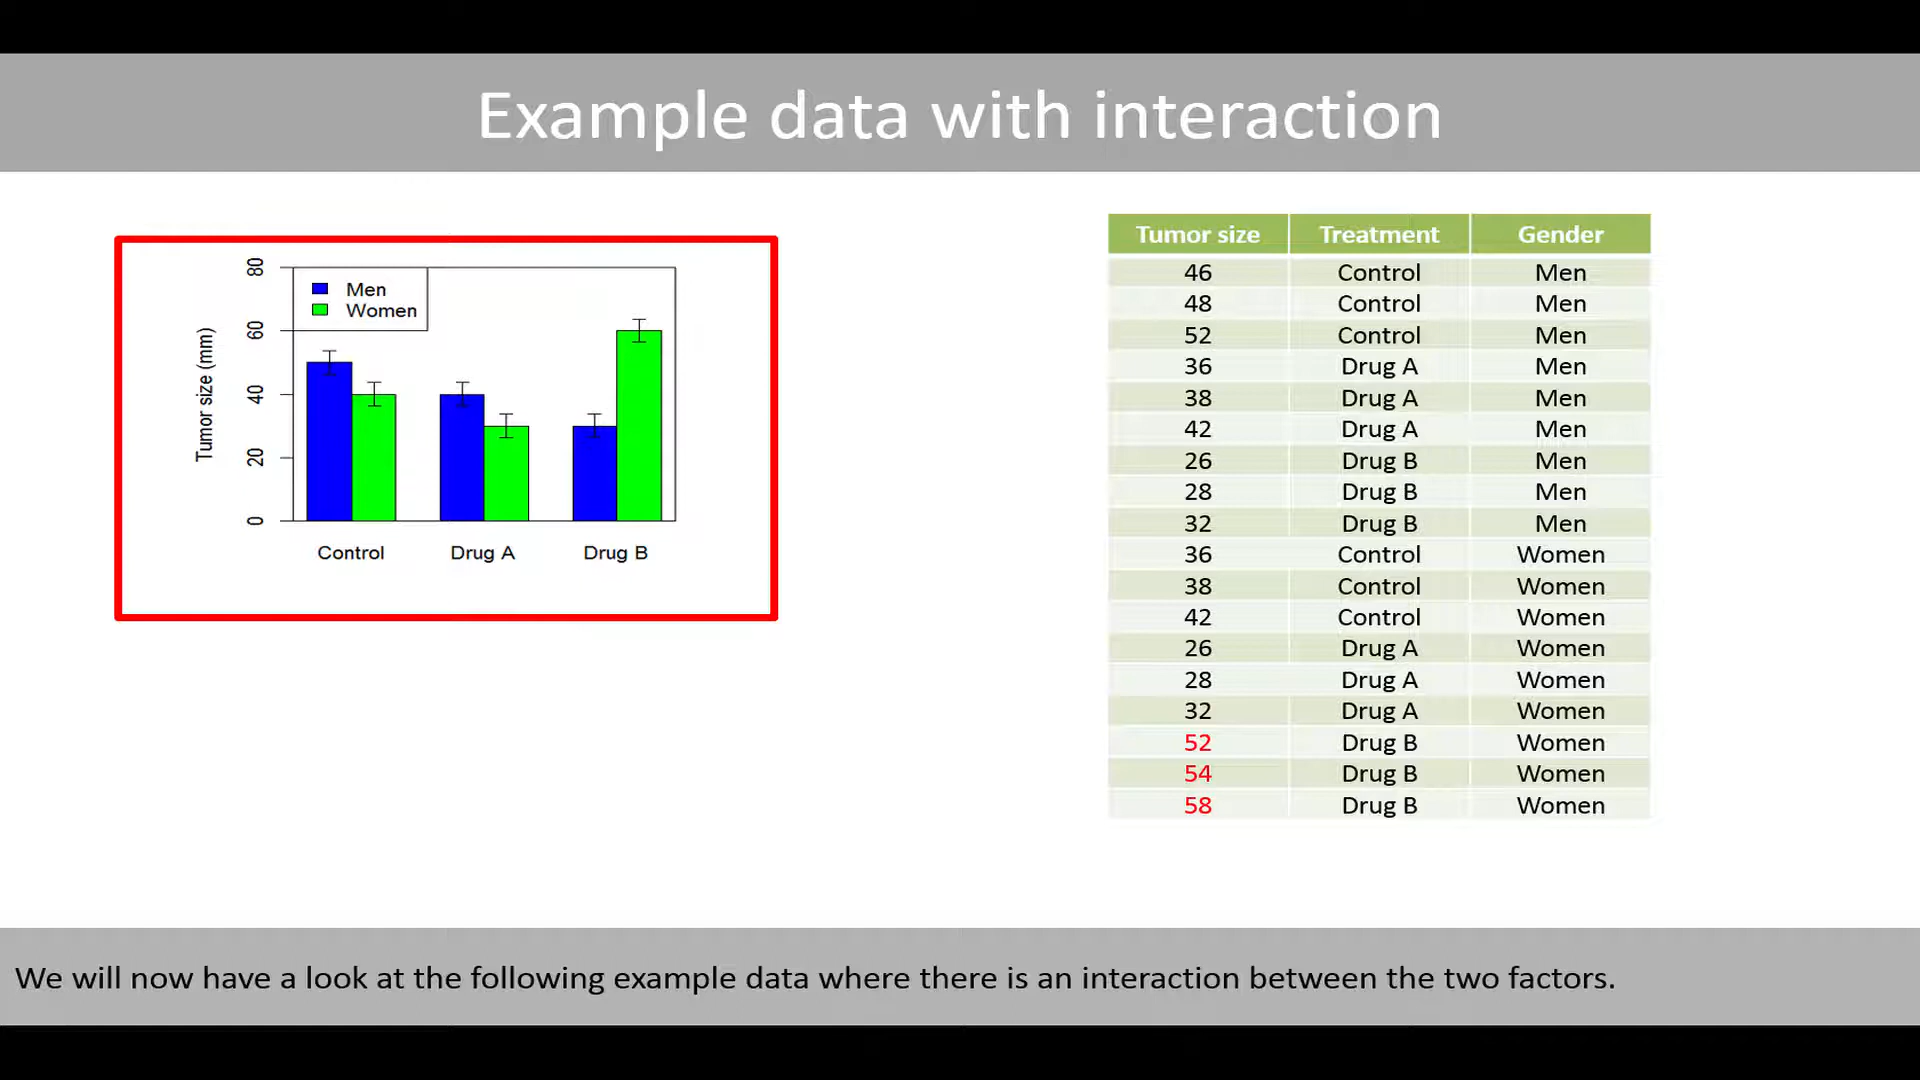 Example data with interaction
80
60
40
20
0
Tumor size (mm)
Men
Women
Control Drug A Drug B
Tumor size Treatment Gender
46 Control Men
48 Control Men
52 Control Men
36 Drug A Men
38 Drug A Men
42 Drug A Men
26 Drug B Men
28 Drug B Men
32 Drug B Men
36 Control Women
38 Control Women
42 Control Women
26 Drug A Women
28 Drug A Women
32 Drug A Women
52 Drug B Women
54 Drug B Women
58 Drug B Women
We will now have a look at the following example data where there is an interaction between the two factors.